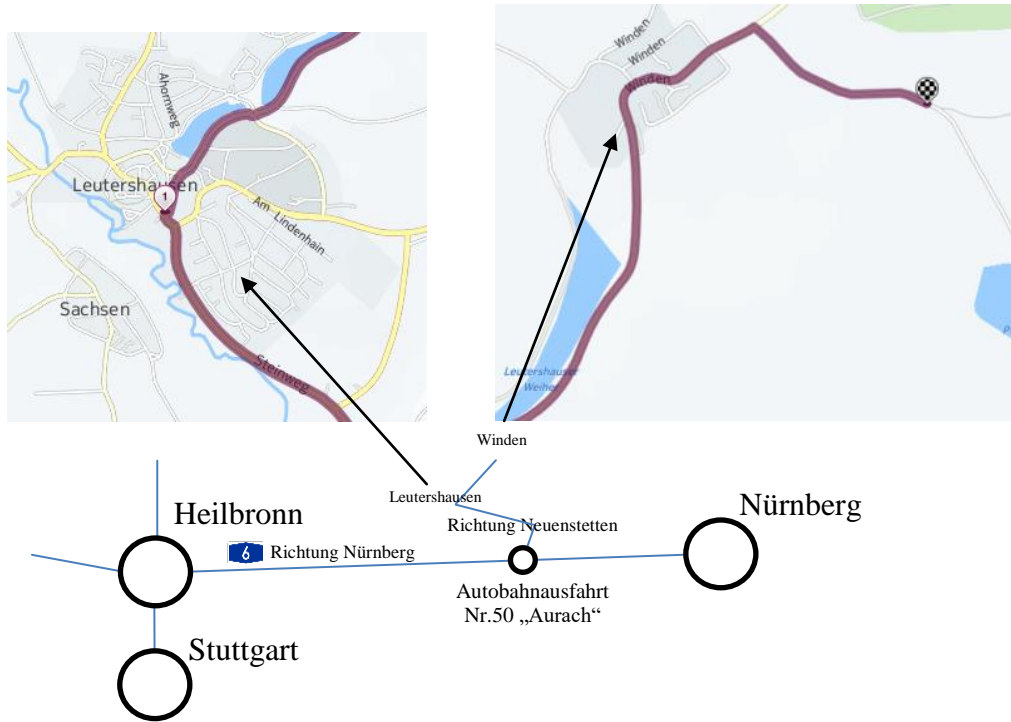 Ahornweg
Leutershausen
1
Am Lindenhain
Sachsen
Steinweg
Winden
Winden
Winden
Leutershauser
Weiher
Winden
Leutershausen
Heilbronn
Nürnberg
Richtung Neuenstetten
6 Richtung Nürnberg
Autobahnausfahrt
Nr.50 „Aurach“
Stuttgart